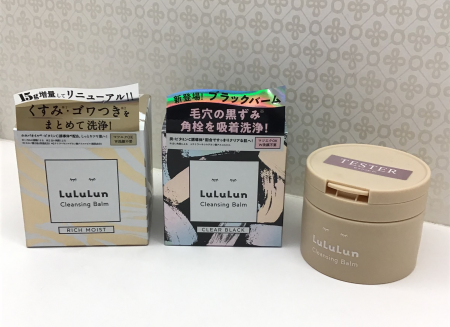 15g増量してリニューアル!!
くすみ・ゴワつきを
まとめて洗浄!
LuLuLun
Cleansing Balm
RICH MOIST
新登場!ブラックバーム
毛穴の黒ずみ
角栓を吸着洗浄!
LuLuLun
Cleansing Balm
CLEAR BLACK
TESTER
LuLuLun
Cleansing Balm